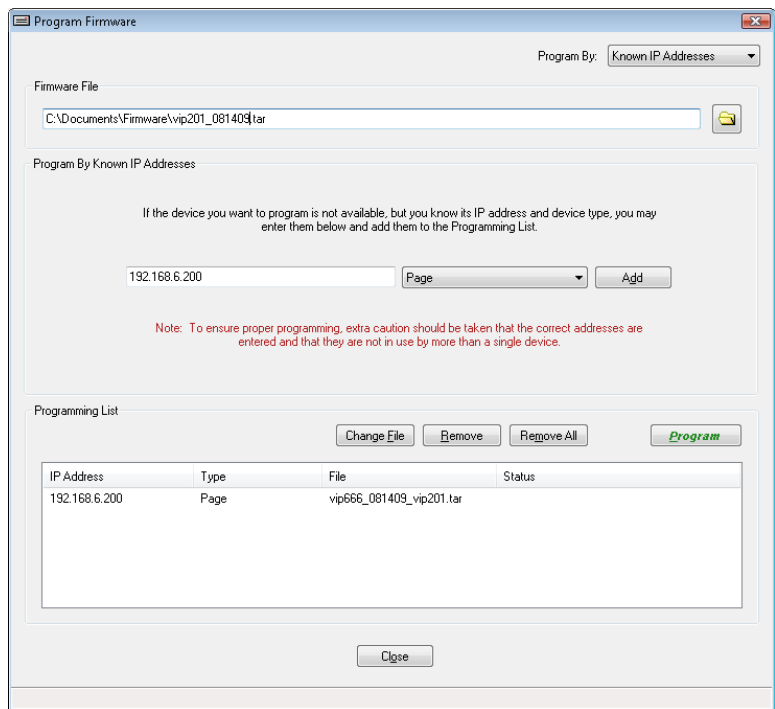 Program Firmware
Program By: Known IP Addresses
Firmware File
C:\Documents\Firmware\vip201_081409.tar
Program By Known IP Addresses
If the device you want to program is not available, but you know its IP address and device type, you may
enter them below and add them to the Programming List.
192.168.6.200 Page Add
Note: To ensure proper programming, extra caution should be taken that the correct addresses are
entered and that they are not in use by more than a single device.
Programming List
Change File Remove Remove All Program
IP Address Type File Status
192.168.6.200 Page vip666_081409_vip201.tar
Close